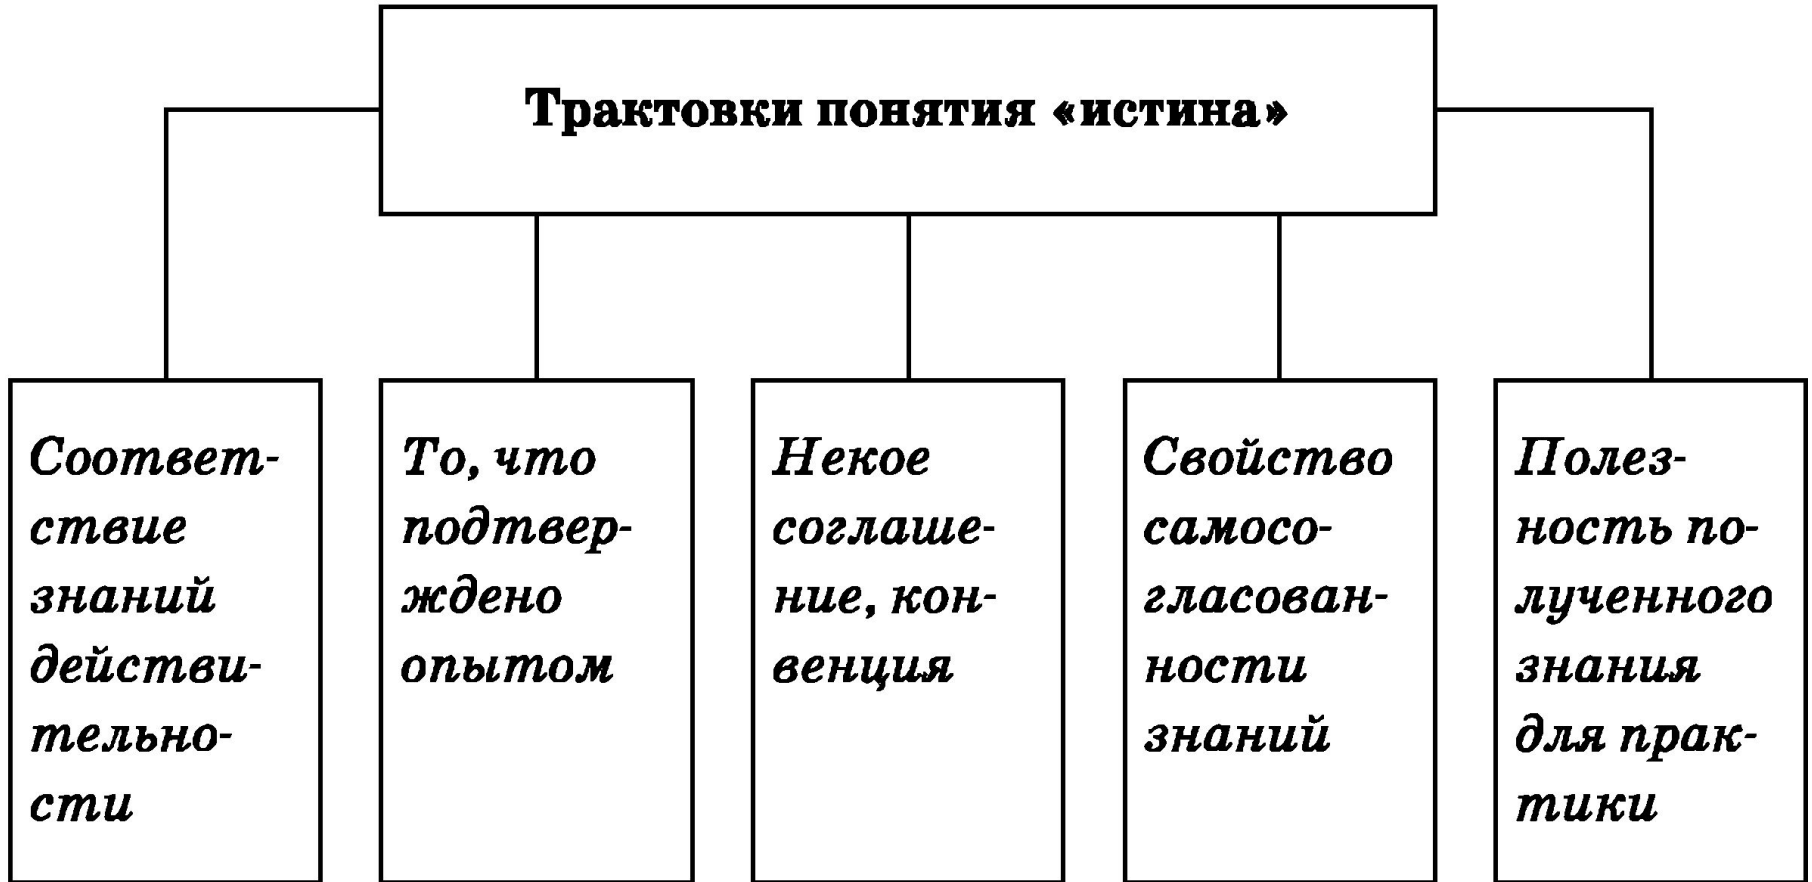 Трактовки понятия «истина»
Соответ-
ствие
знаний
действи-
тельно-
сти
То, что
подтвер-
ждено
опытом
Некое
соглаше-
ние, кон-
венция
Свойство
самосо-
гласован-
ности
знаний
Полез-
ность по-
лученного
знания
для прак-
тики